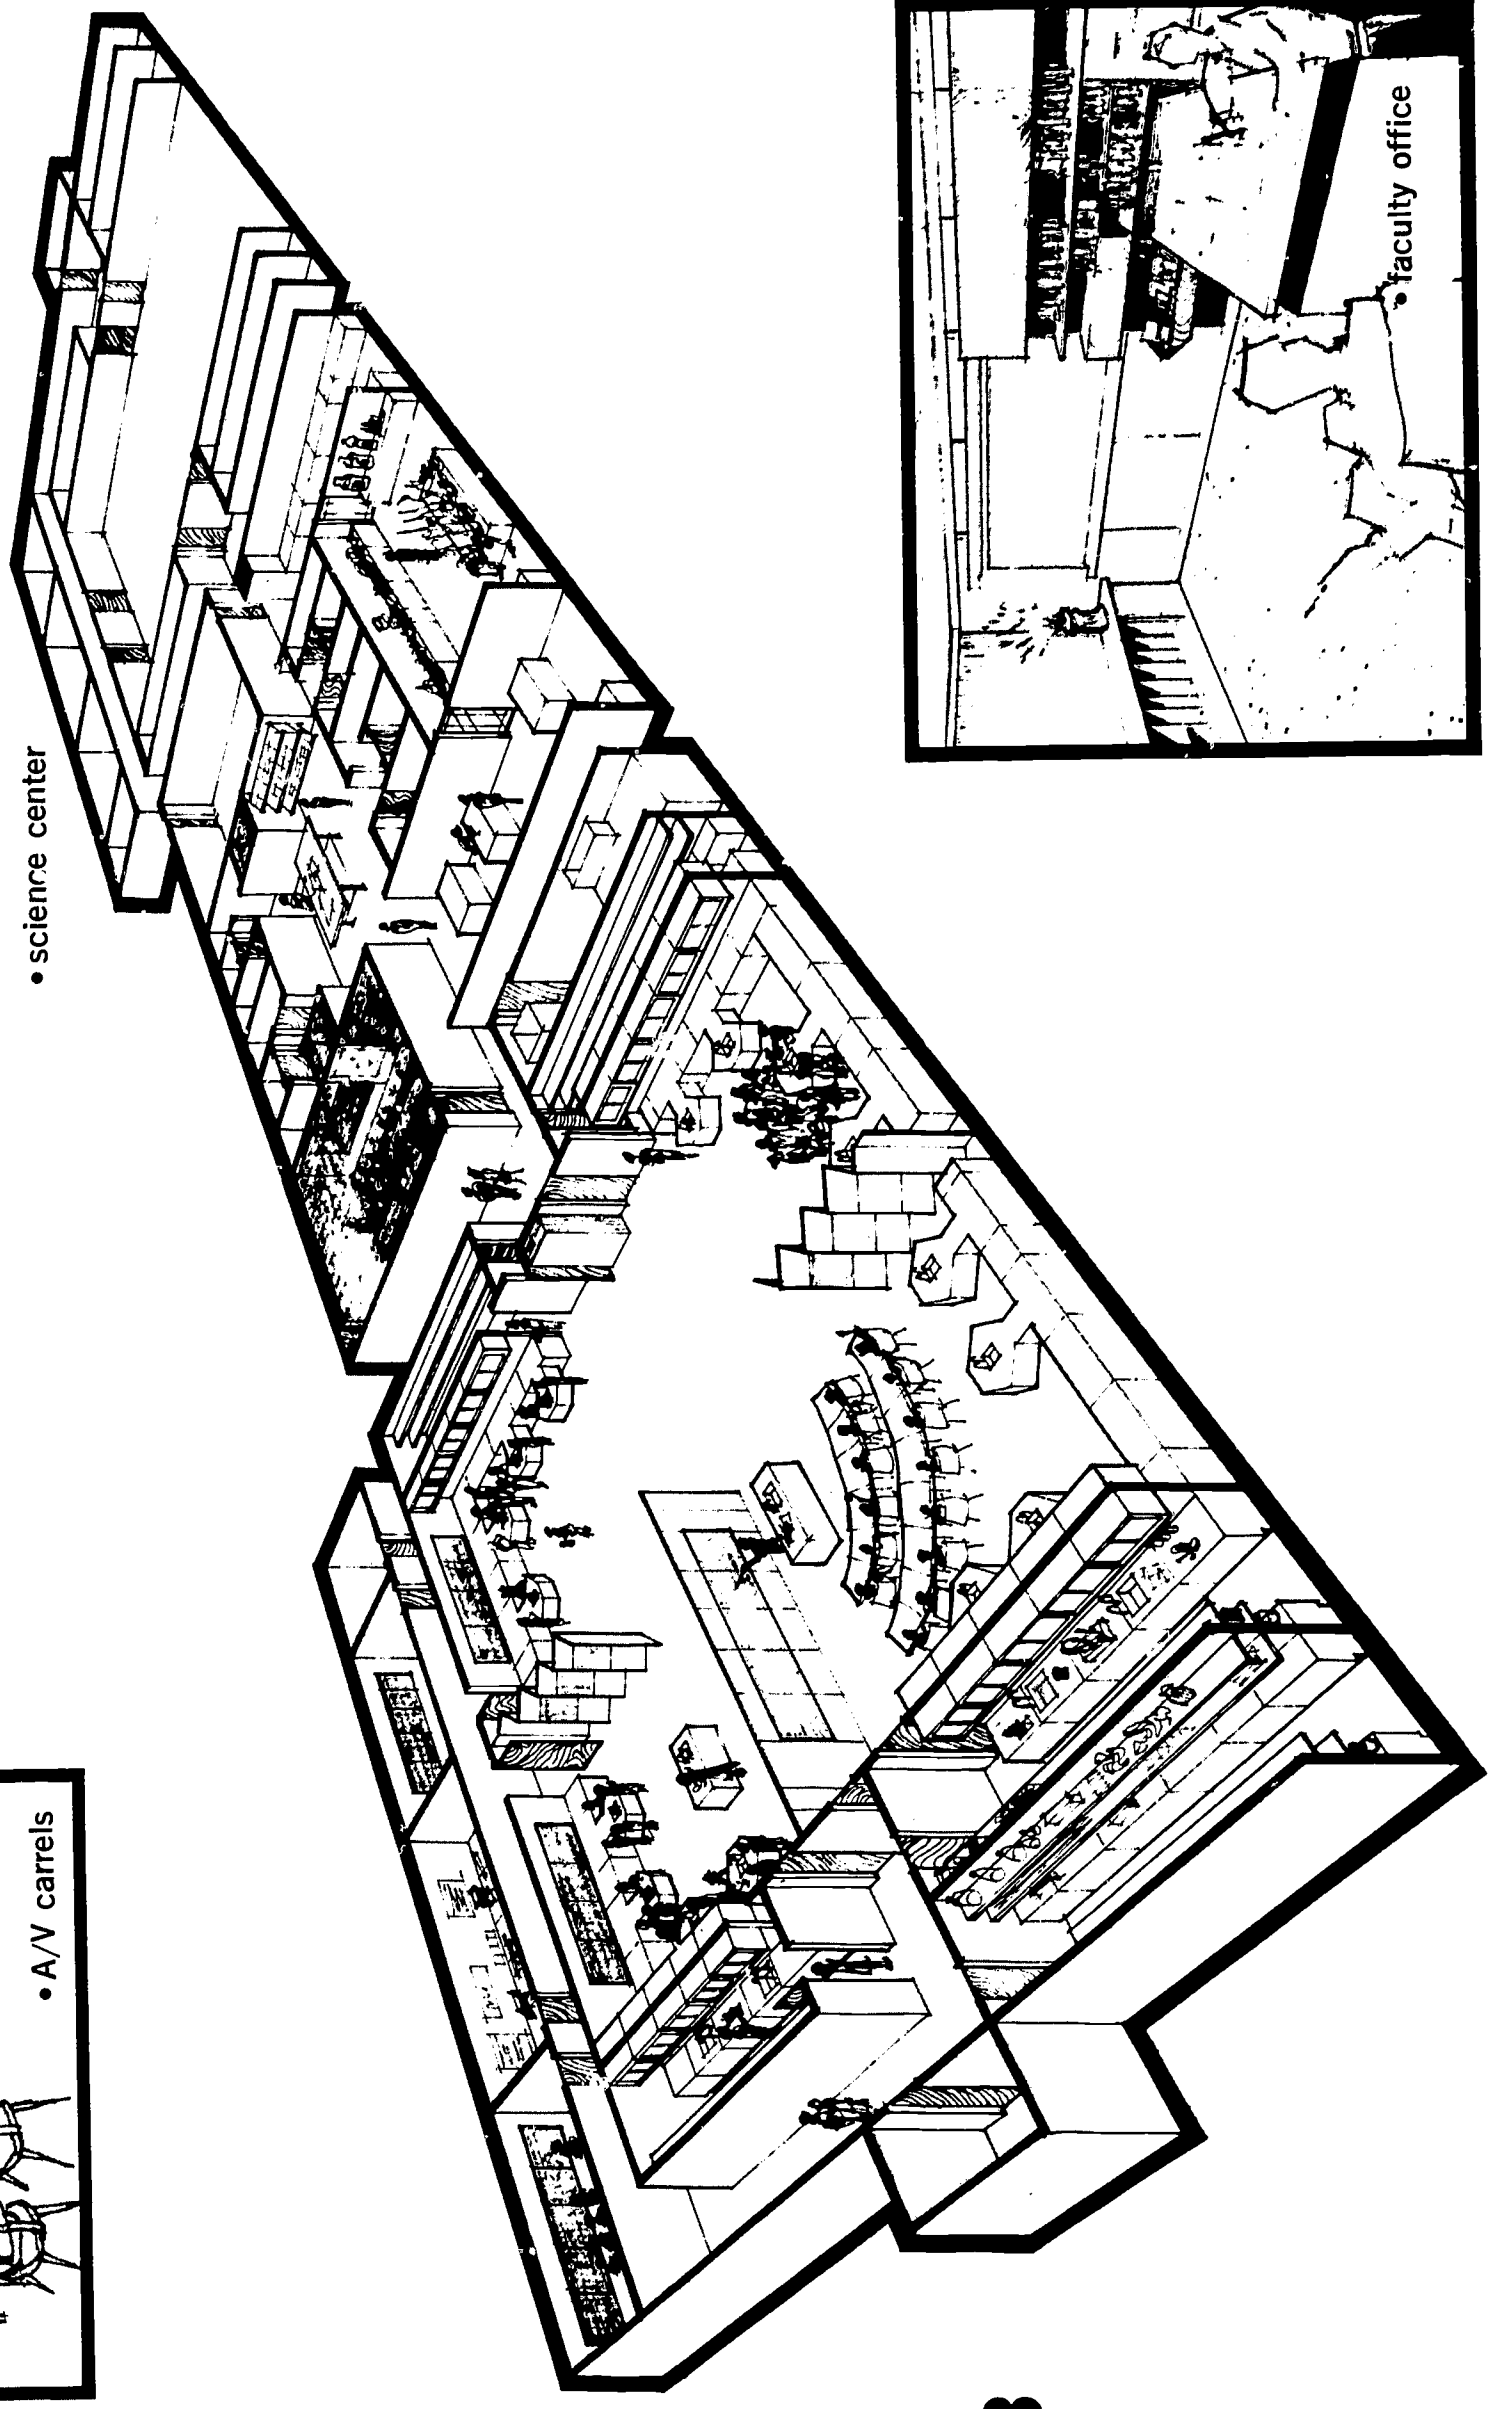 • science center
• A/V carrels
• faculty office